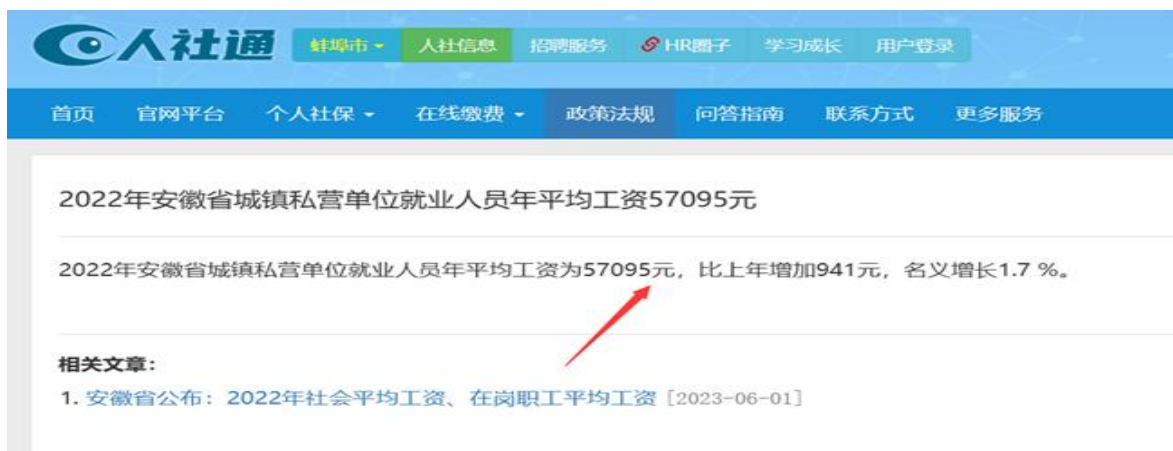 人社通
蚌埠市 人社信息 招聘服务 HR圈子 学习成长 用户登录
首页 官网平台 个人社保 在线缴费 政策法规 问答指南 联系方式 更多服务
2022年安徽省城镇私营单位就业人员年平均工资57095元
2022年安徽省城镇私营单位就业人员年平均工资为57095元，比上年增加941元，名义增长1.7 %。
相关文章：
1. 安徽省公布：2022年社会平均工资、在岗职工平均工资 [2023-06-01]